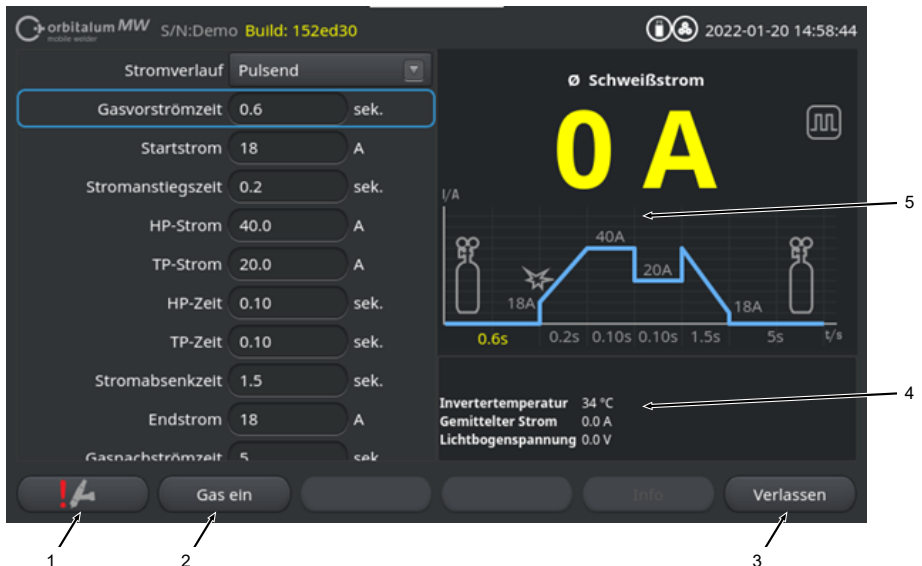 orbitalum MW S/N:Demo Build: 152ed30 2022-01-20 14:58:44
mobile welder
Stromverlauf Pulsend
Gasvorströmzeit 0.6 sek.
Startstrom 18 A
Stromanstiegszeit 0.2 sek.
HP-Strom 40.0 A
TP-Strom 20.0 A
HP-Zeit 0.10 sek.
TP-Zeit 0.10 sek.
Stromabsenkzeit 1.5 sek.
Endstrom 18 A
Gasnachströmzeit 5 sek.
Ø Schweißstrom
0 A
I/A
40A
20A
18A
18A
0.6s 0.2s 0.10s 0.10s 1.5s 5s t/s
Invertertemperatur 34 °C
Gemittelter Strom 0.0 A
Lichtbogenspannung 0.0 V
! Gas ein Info Verlassen
1
2
3
4
5